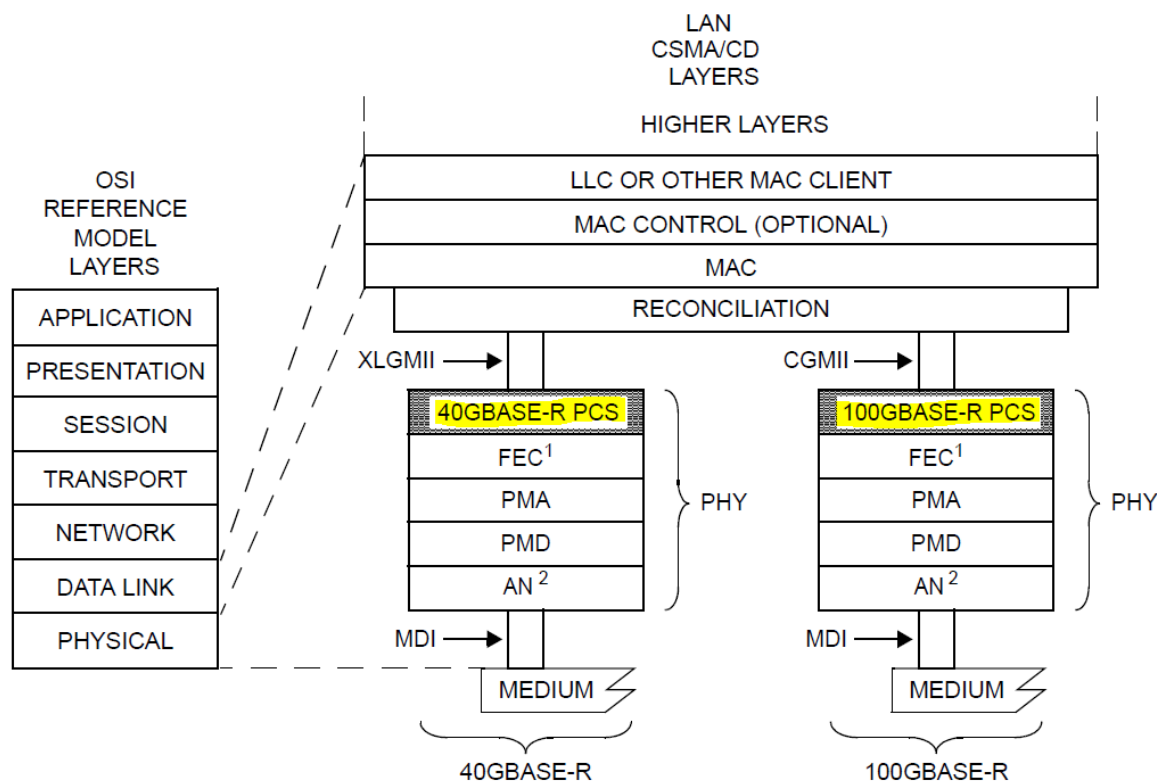 LAN
CSMA/CD
LAYERS
HIGHER LAYERS
OSI
REFERENCE
MODEL
LAYERS
APPLICATION
PRESENTATION
SESSION
TRANSPORT
NETWORK
DATA LINK
PHYSICAL
LLC OR OTHER MAC CLIENT
MAC CONTROL (OPTIONAL)
MAC
RECONCILIATION
XLGMII
40GBASE-R PCS
FEC1
PMA
PMD
AN 2
PHY
MDI
MEDIUM
40GBASE-R
CGMII
100GBASE-R PCS
FEC1
PMA
PMD
AN 2
PHY
MDI
MEDIUM
100GBASE-R